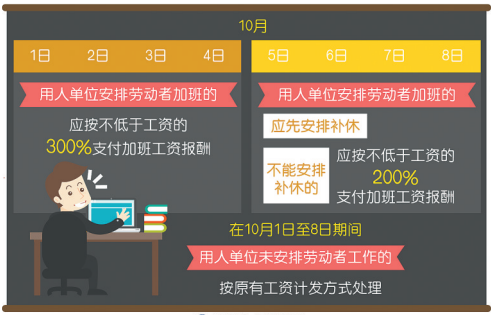 10月
1日 2日 3日 4日
用人单位安排劳动者加班的
应按不低于工资的
300%支付加班工资报酬
5日 6日 7日 8日
用人单位安排劳动者加班的
应先安排补休
不能安排
补休的
应按不低于工资的
200%
支付加班工资报酬
在10月1日至8日期间
用人单位未安排劳动者工作的
按原有工资计发方式处理